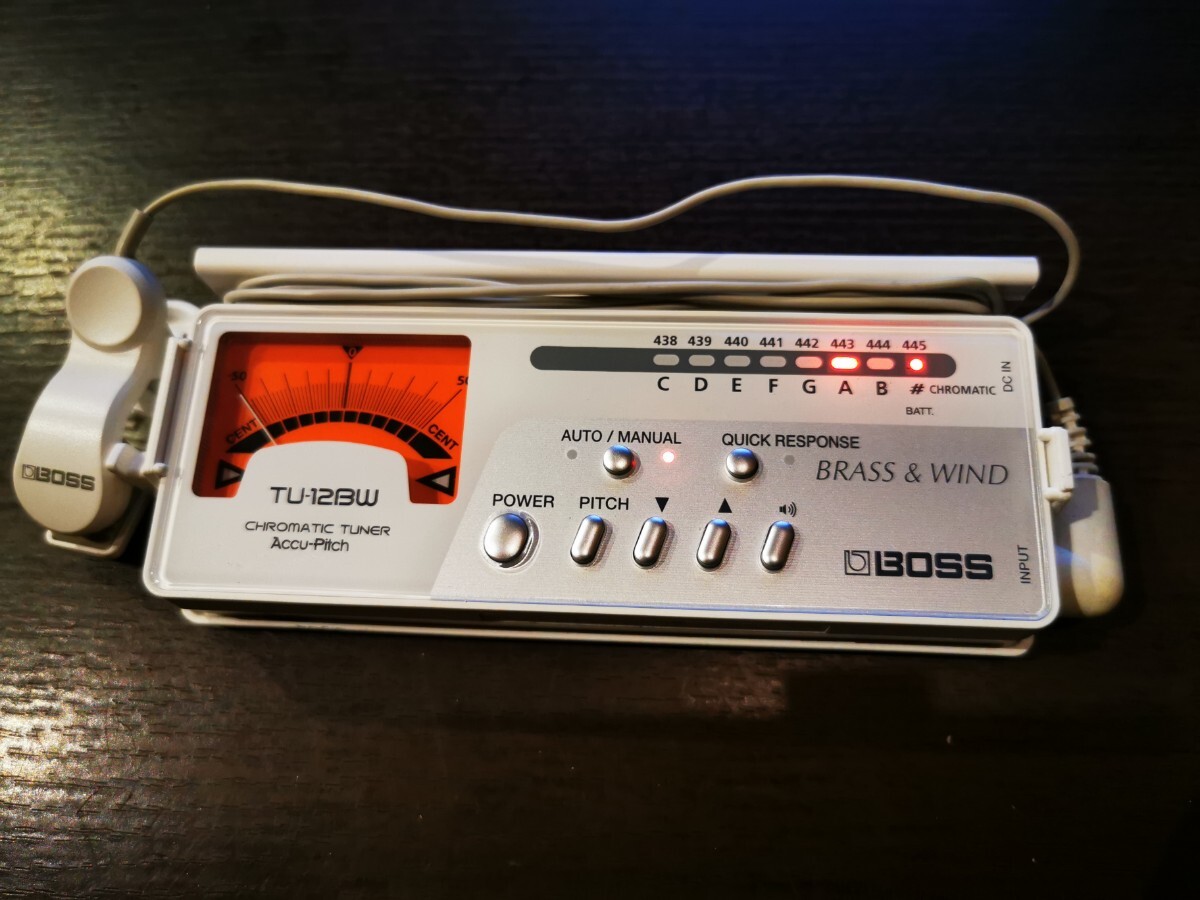 438 439 440 441 442 443 444 445
C D E F G A B # CHROMATIC
BATT.
DC IN
0
50 50
CENT CENT
TU-12BW
CHROMATIC TUNER
Accu-Pitch
AUTO / MANUAL QUICK RESPONSE
BRASS & WIND
POWER PITCH ▼ ▲
BOSS
INPUT
BOSS